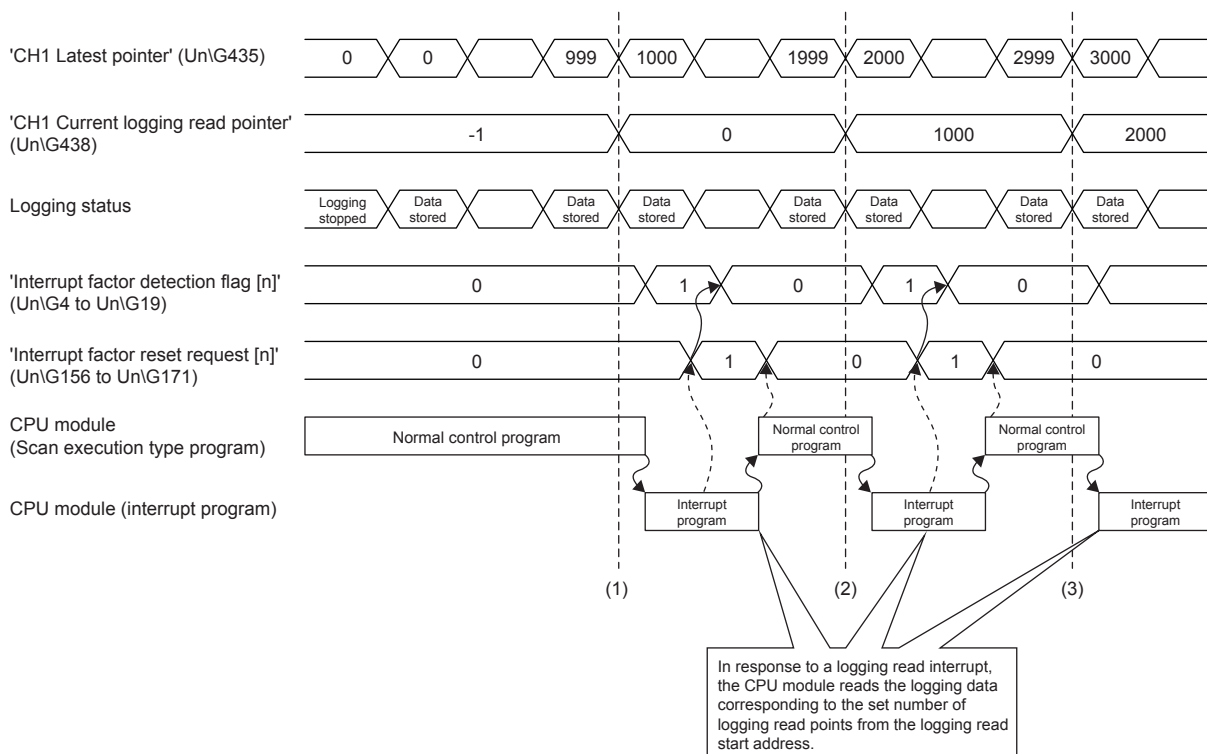 'CH1 Latest pointer' (Un\G435)
0 0 999 1000 1999 2000 2999 3000
'CH1 Current logging read pointer'
(Un\G438)
-1 0 1000 2000
Logging status
Logging stopped Data stored Data stored Data stored Data stored Data stored Data stored Data stored
'Interrupt factor detection flag [n]'
(Un\G4 to Un\G19)
0 1 0 1 0
'Interrupt factor reset request [n]'
(Un\G156 to Un\G171)
0 1 0 1 0
CPU module
(Scan execution type program)
Normal control program
Normal control
program
Normal control
program
CPU module (interrupt program)
Interrupt
program
Interrupt
program
Interrupt
program
(1) (2) (3)
In response to a logging read interrupt,
the CPU module reads the logging data
corresponding to the set number of
logging read points from the logging read
start address.